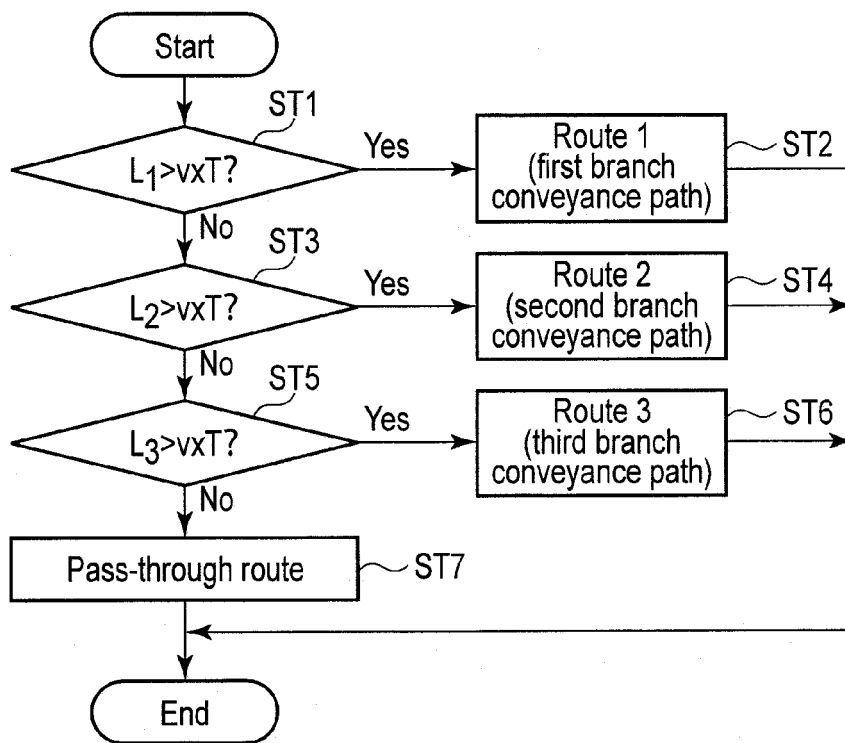 Start
ST1
L1>vxT?
Yes
Route 1
(first branch
conveyance path)
ST2
No
ST3
L2>vxT?
Yes
Route 2
(second branch
conveyance path)
ST4
No
ST5
L3>vxT?
Yes
Route 3
(third branch
conveyance path)
ST6
No
Pass-through route
ST7
End